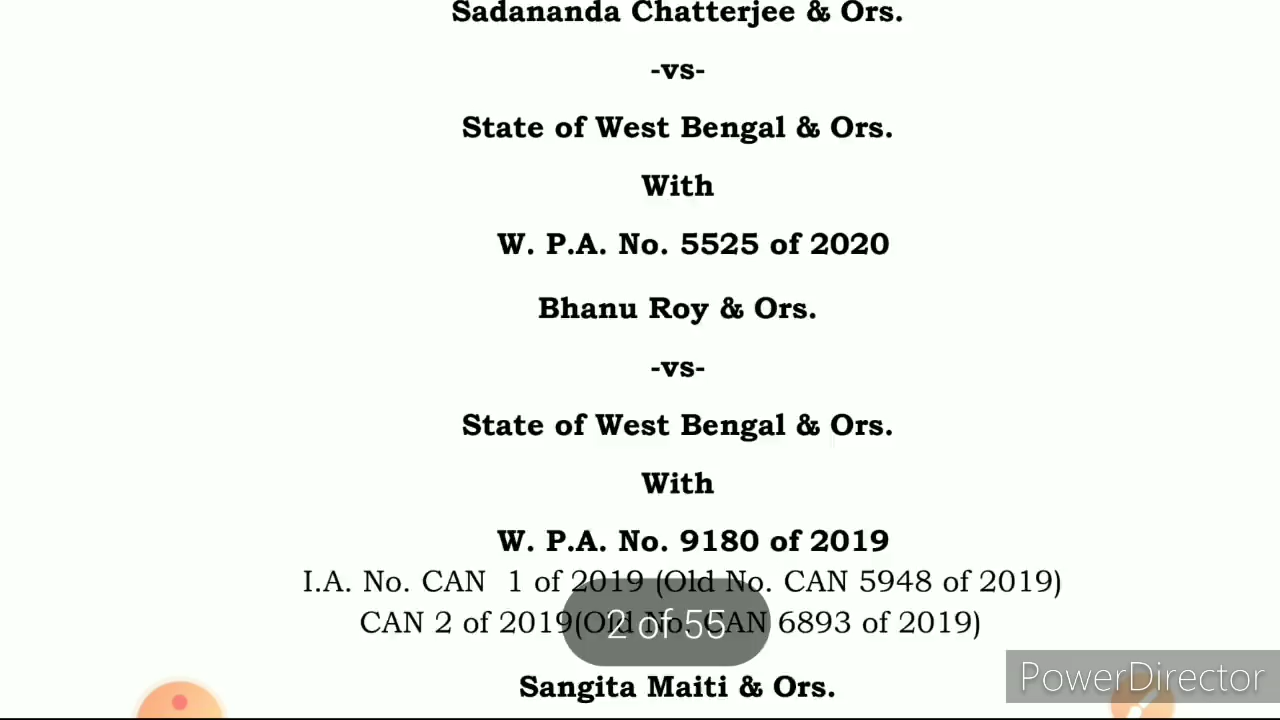 Sadananda Chatterjee & Ors.
-vs-
State of West Bengal & Ors.
With
W. P.A. No. 5525 of 2020
Bhanu Roy & Ors.
-vs-
State of West Bengal & Ors.
With
W. P.A. No. 9180 of 2019
I.A. No. CAN 1 of 2019 (Old No. CAN 5948 of 2019)
CAN 2 of 2019(Old No. CAN 6893 of 2019)
2 of 55
Sangita Maiti & Ors.
PowerDirector